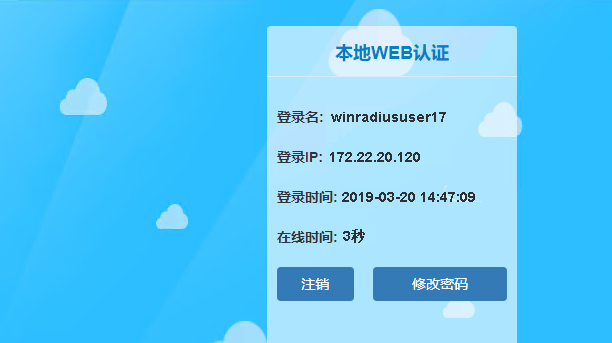 本地WEB认证
登录名: winradiususer17
登录IP: 172.22.20.120
登录时间: 2019-03-20 14:47:09
在线时间: 3秒
注销 修改密码